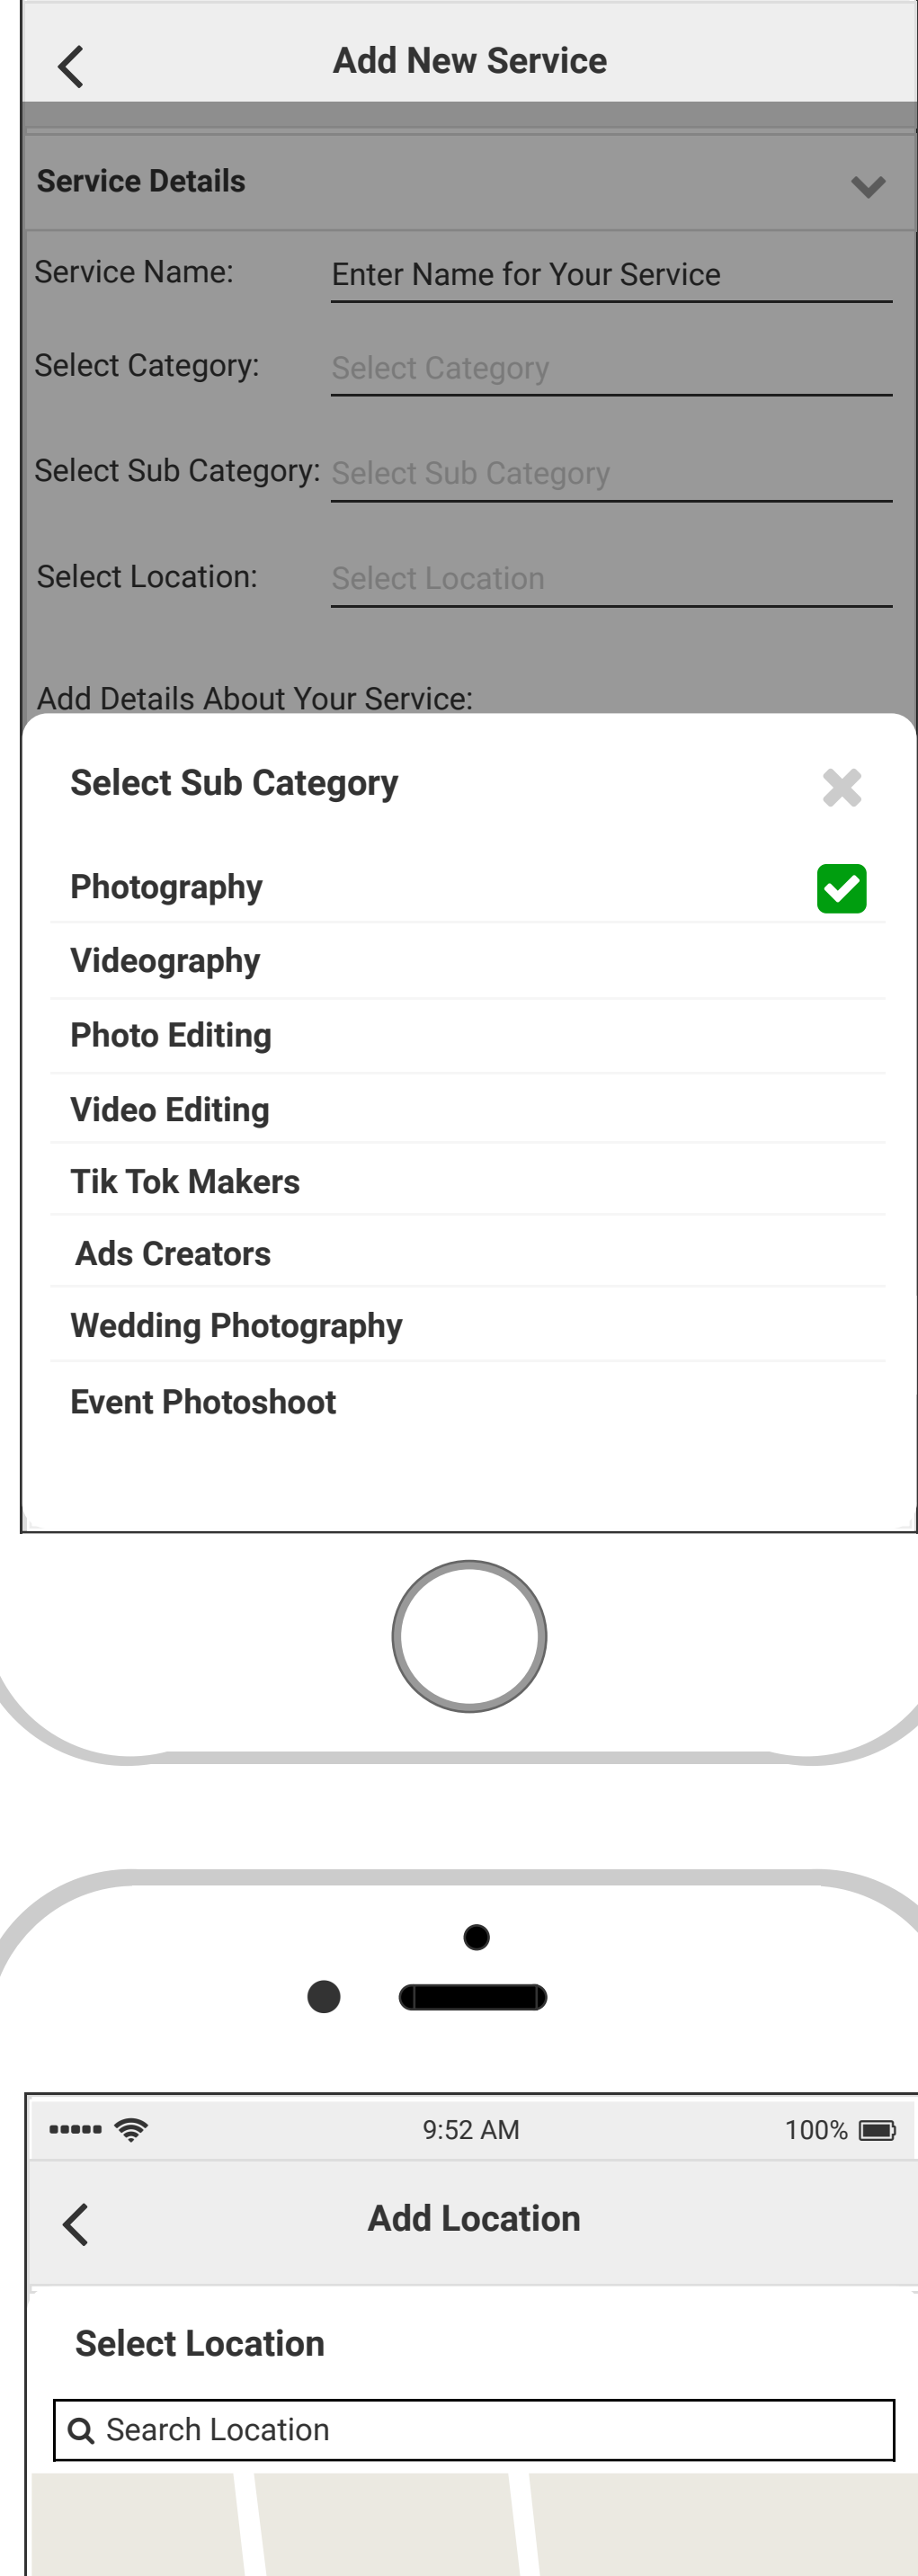 Add New Service
Service Details
Service Name: Enter Name for Your Service
Select Category: Select Category
Select Sub Category: Select Sub Category
Select Location: Select Location
Add Details About Your Service:
Select Sub Category
Photography
Videography
Photo Editing
Video Editing
Tik Tok Makers
Ads Creators
Wedding Photography
Event Photoshoot
9:52 AM 100%
Add Location
Select Location
Search Location